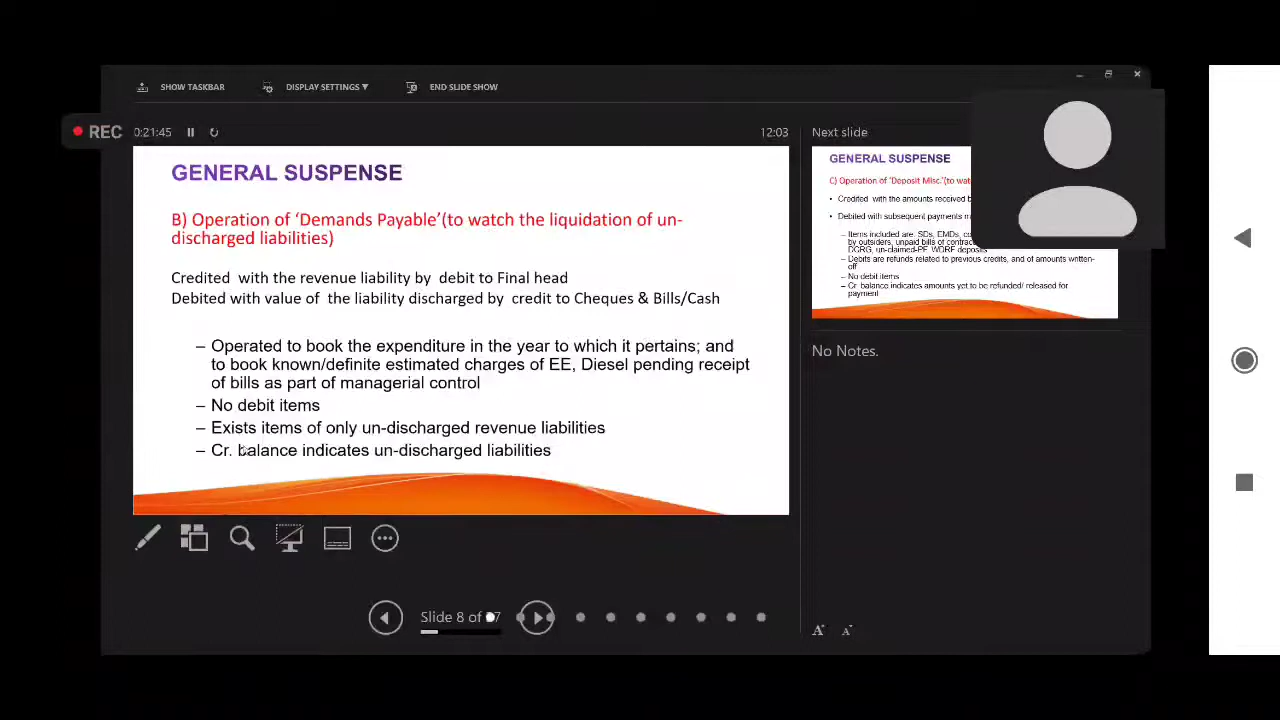 SHOW TASKBAR DISPLAY SETTINGS ▼ END SLIDE SHOW
REC
0:21:45 12:03
GENERAL SUSPENSE
B) Operation of ‘Demands Payable’(to watch the liquidation of un-
discharged liabilities)
Credited with the revenue liability by debit to Final head
Debited with value of the liability discharged by credit to Cheques & Bills/Cash
– Operated to book the expenditure in the year to which it pertains; and
to book known/definite estimated charges of EE, Diesel pending receipt
of bills as part of managerial control
– No debit items
– Exists items of only un-discharged revenue liabilities
– Cr. balance indicates un-discharged liabilities
Slide 8 of
Next slide
GENERAL SUSPENSE
C) Operation of ‘Deposit Misc.’(to
• Credited with the amounts received
• Debited with subsequent payments
– Items included are. SDs, EMDs,
by outsiders, unpaid bills of
DCRG, un-claimed-PF, WDRF deposits
– Debits are refunds related to previous credits, and of amounts written-
off
– No debit items
– Cr. balance indicates amounts yet to be refunded/ released for
payment
No Notes.
A A